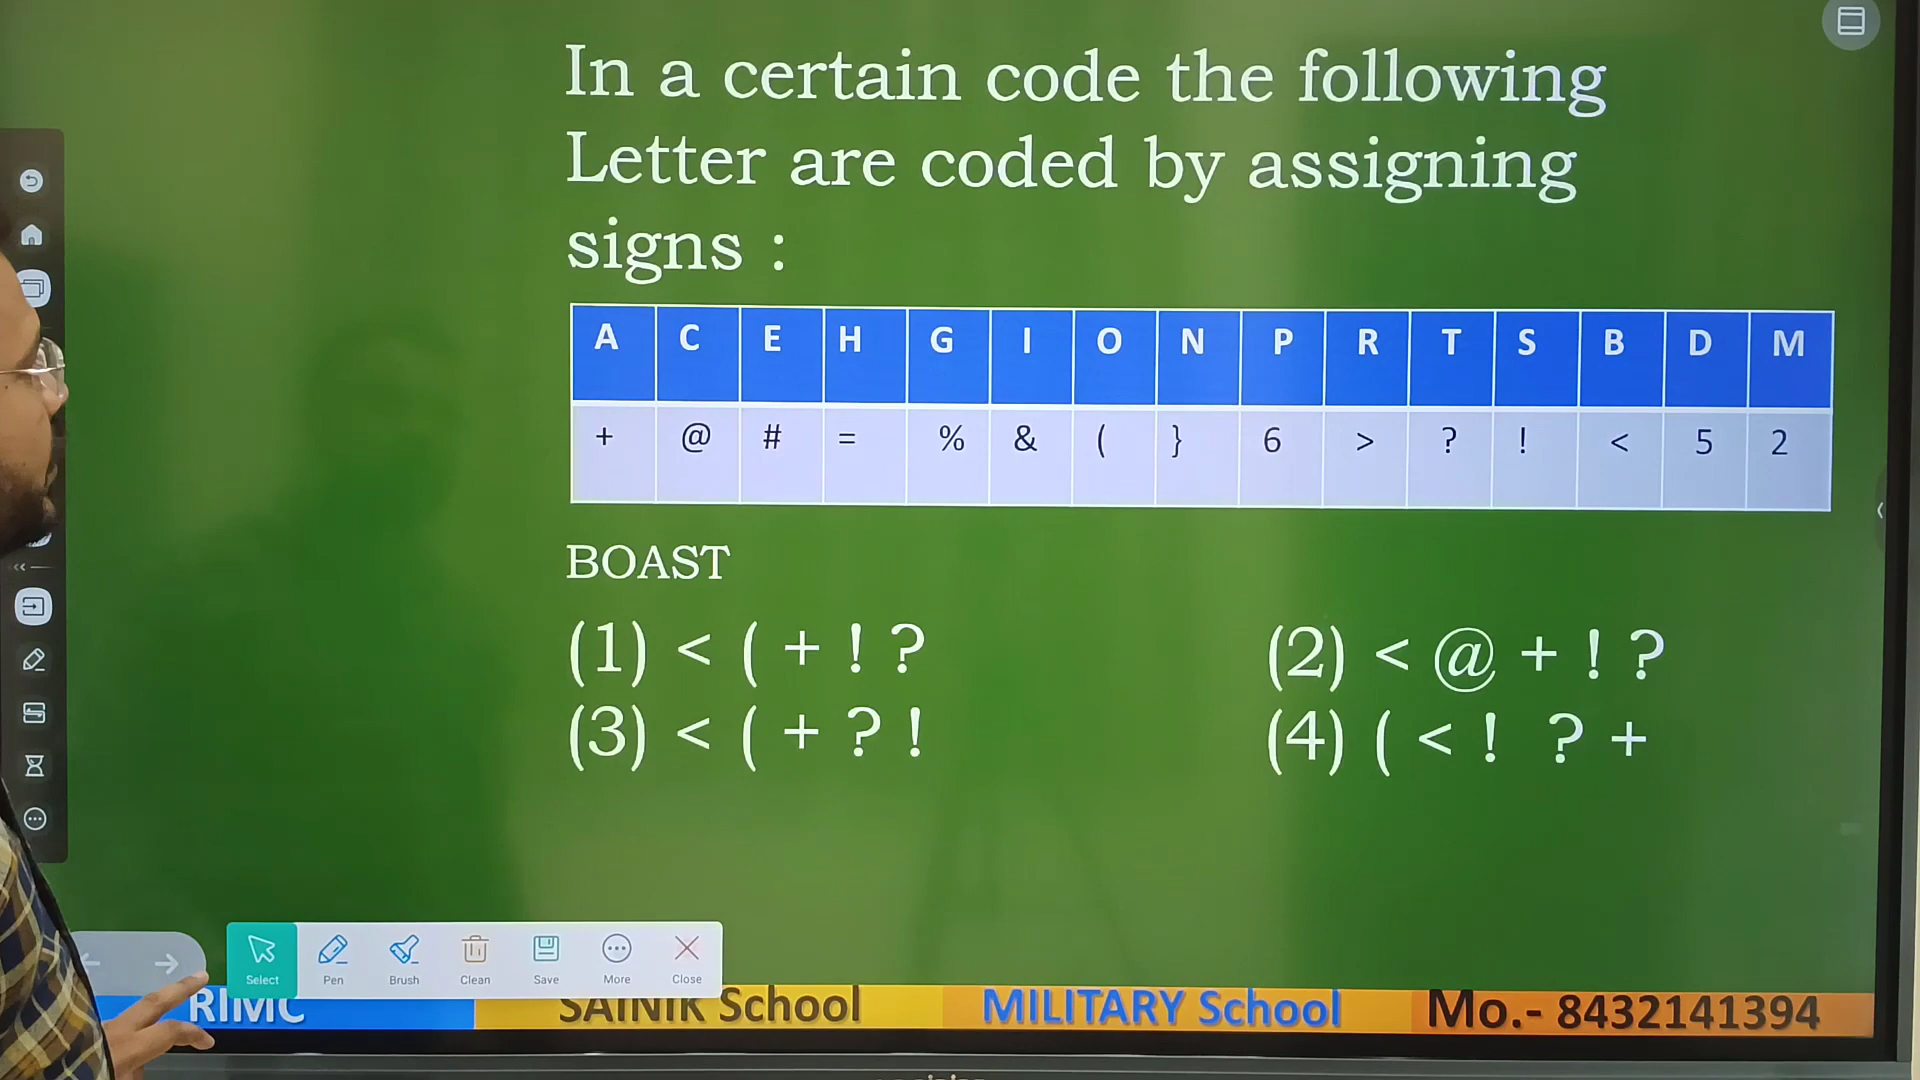 In a certain code the following
Letter are coded by assigning
signs :
A C E H G I O N P R T S B D M
+ @ # = % & ( } 6 > ? ! < 5 2
BOAST
(1) < ( + ! ? (2) < @ + ! ?
(3) < ( + ? ! (4) ( < ! ? +
Select Pen Brush Clean Save More Close
RIMC SAINIK School MILITARY School Mo.- 8432141394